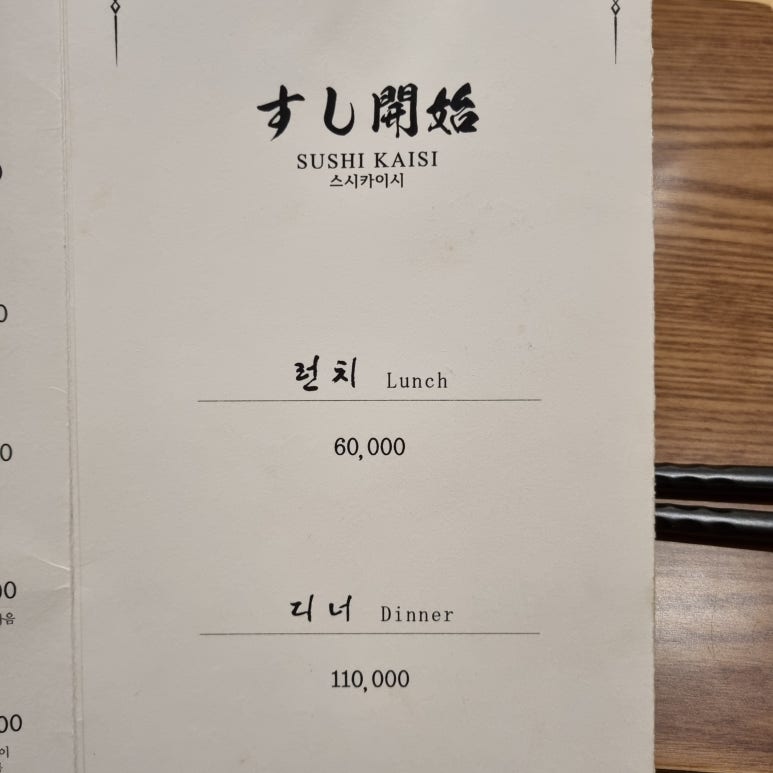 すし開始
SUSHI KAISI
스시카이시
런치 Lunch
60,000
디너 Dinner
110,000